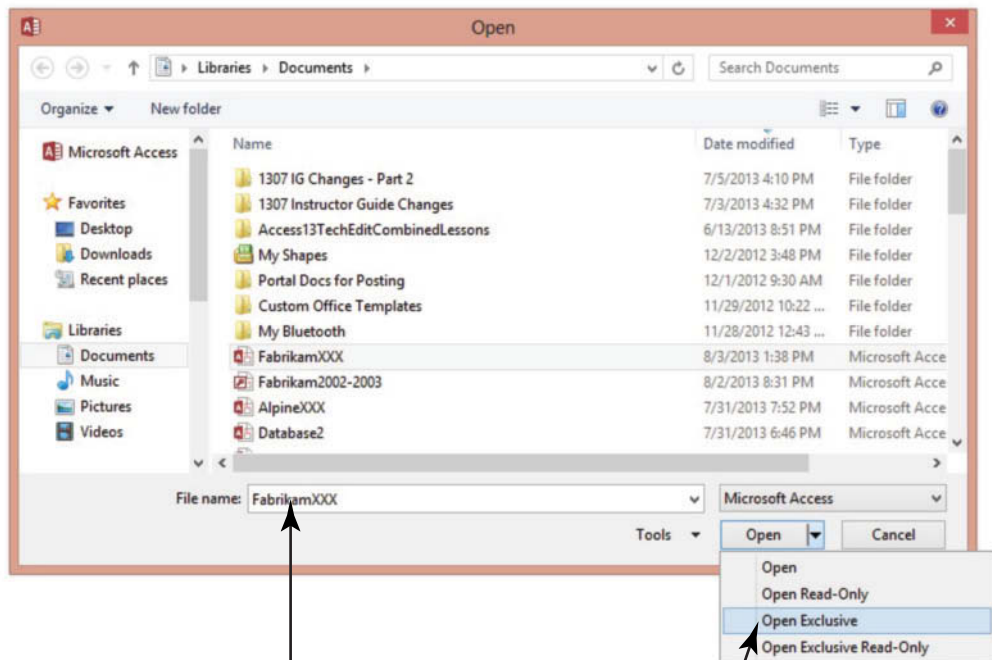 Open
Libraries Documents
Search Documents
Organize New folder
Microsoft Access
Favorites
Desktop
Downloads
Recent places
Libraries
Documents
Music
Pictures
Videos
Name Date modified Type
1307 IG Changes - Part 2 7/5/2013 4:10 PM File folder
1307 Instructor Guide Changes 7/3/2013 4:32 PM File folder
Access13TechEditCombinedLessons 6/13/2013 8:51 PM File folder
My Shapes 12/2/2012 3:48 PM File folder
Portal Docs for Posting 12/1/2012 9:30 AM File folder
Custom Office Templates 11/29/2012 10:22 ... File folder
My Bluetooth 11/28/2012 12:43 ... File folder
FabrikamXXX 8/3/2013 1:38 PM Microsoft Acce
Fabrikam2002-2003 8/2/2013 8:31 PM Microsoft Acce
AlpineXXX 7/31/2013 7:52 PM Microsoft Acce
Database2 7/31/2013 6:46 PM Microsoft Acce
File name: FabrikamXXX Microsoft Access
Tools Open Cancel
Open
Open Read-Only
Open Exclusive
Open Exclusive Read-Only